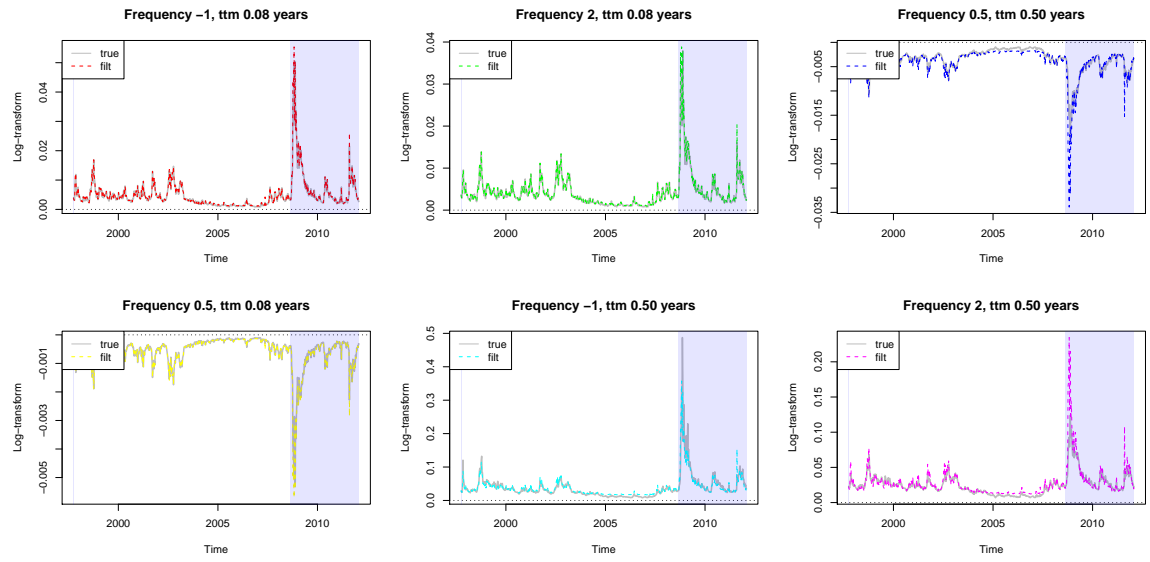 Frequency −1, ttm 0.08 years
true
filt
Log−transform
0.00
0.02
0.04
2000
2005
2010
Time
Frequency 2, ttm 0.08 years
true
filt
Log−transform
0.00
0.01
0.02
0.03
0.04
2000
2005
2010
Time
Frequency 0.5, ttm 0.50 years
true
filt
Log−transform
−0.035
−0.025
−0.015
−0.005
2000
2005
2010
Time
Frequency 0.5, ttm 0.08 years
true
filt
Log−transform
−0.005
−0.003
−0.001
2000
2005
2010
Time
Frequency −1, ttm 0.50 years
true
filt
Log−transform
0.0
0.1
0.2
0.3
0.4
0.5
2000
2005
2010
Time
Frequency 2, ttm 0.50 years
true
filt
Log−transform
0.00
0.05
0.10
0.15
0.20
2000
2005
2010
Time